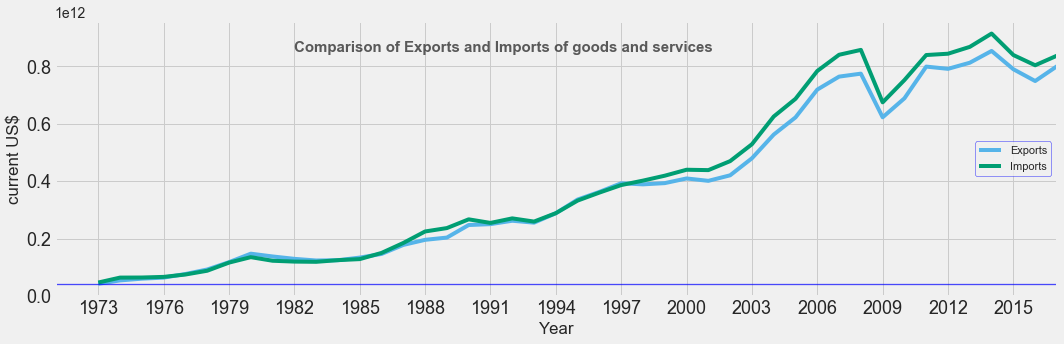 1e12
Comparison of Exports and Imports of goods and services
0.8
0.6
0.4
0.2
0.0
current US$
Exports
Imports
1973 1976 1979 1982 1985 1988 1991 1994 1997 2000 2003 2006 2009 2012 2015
Year